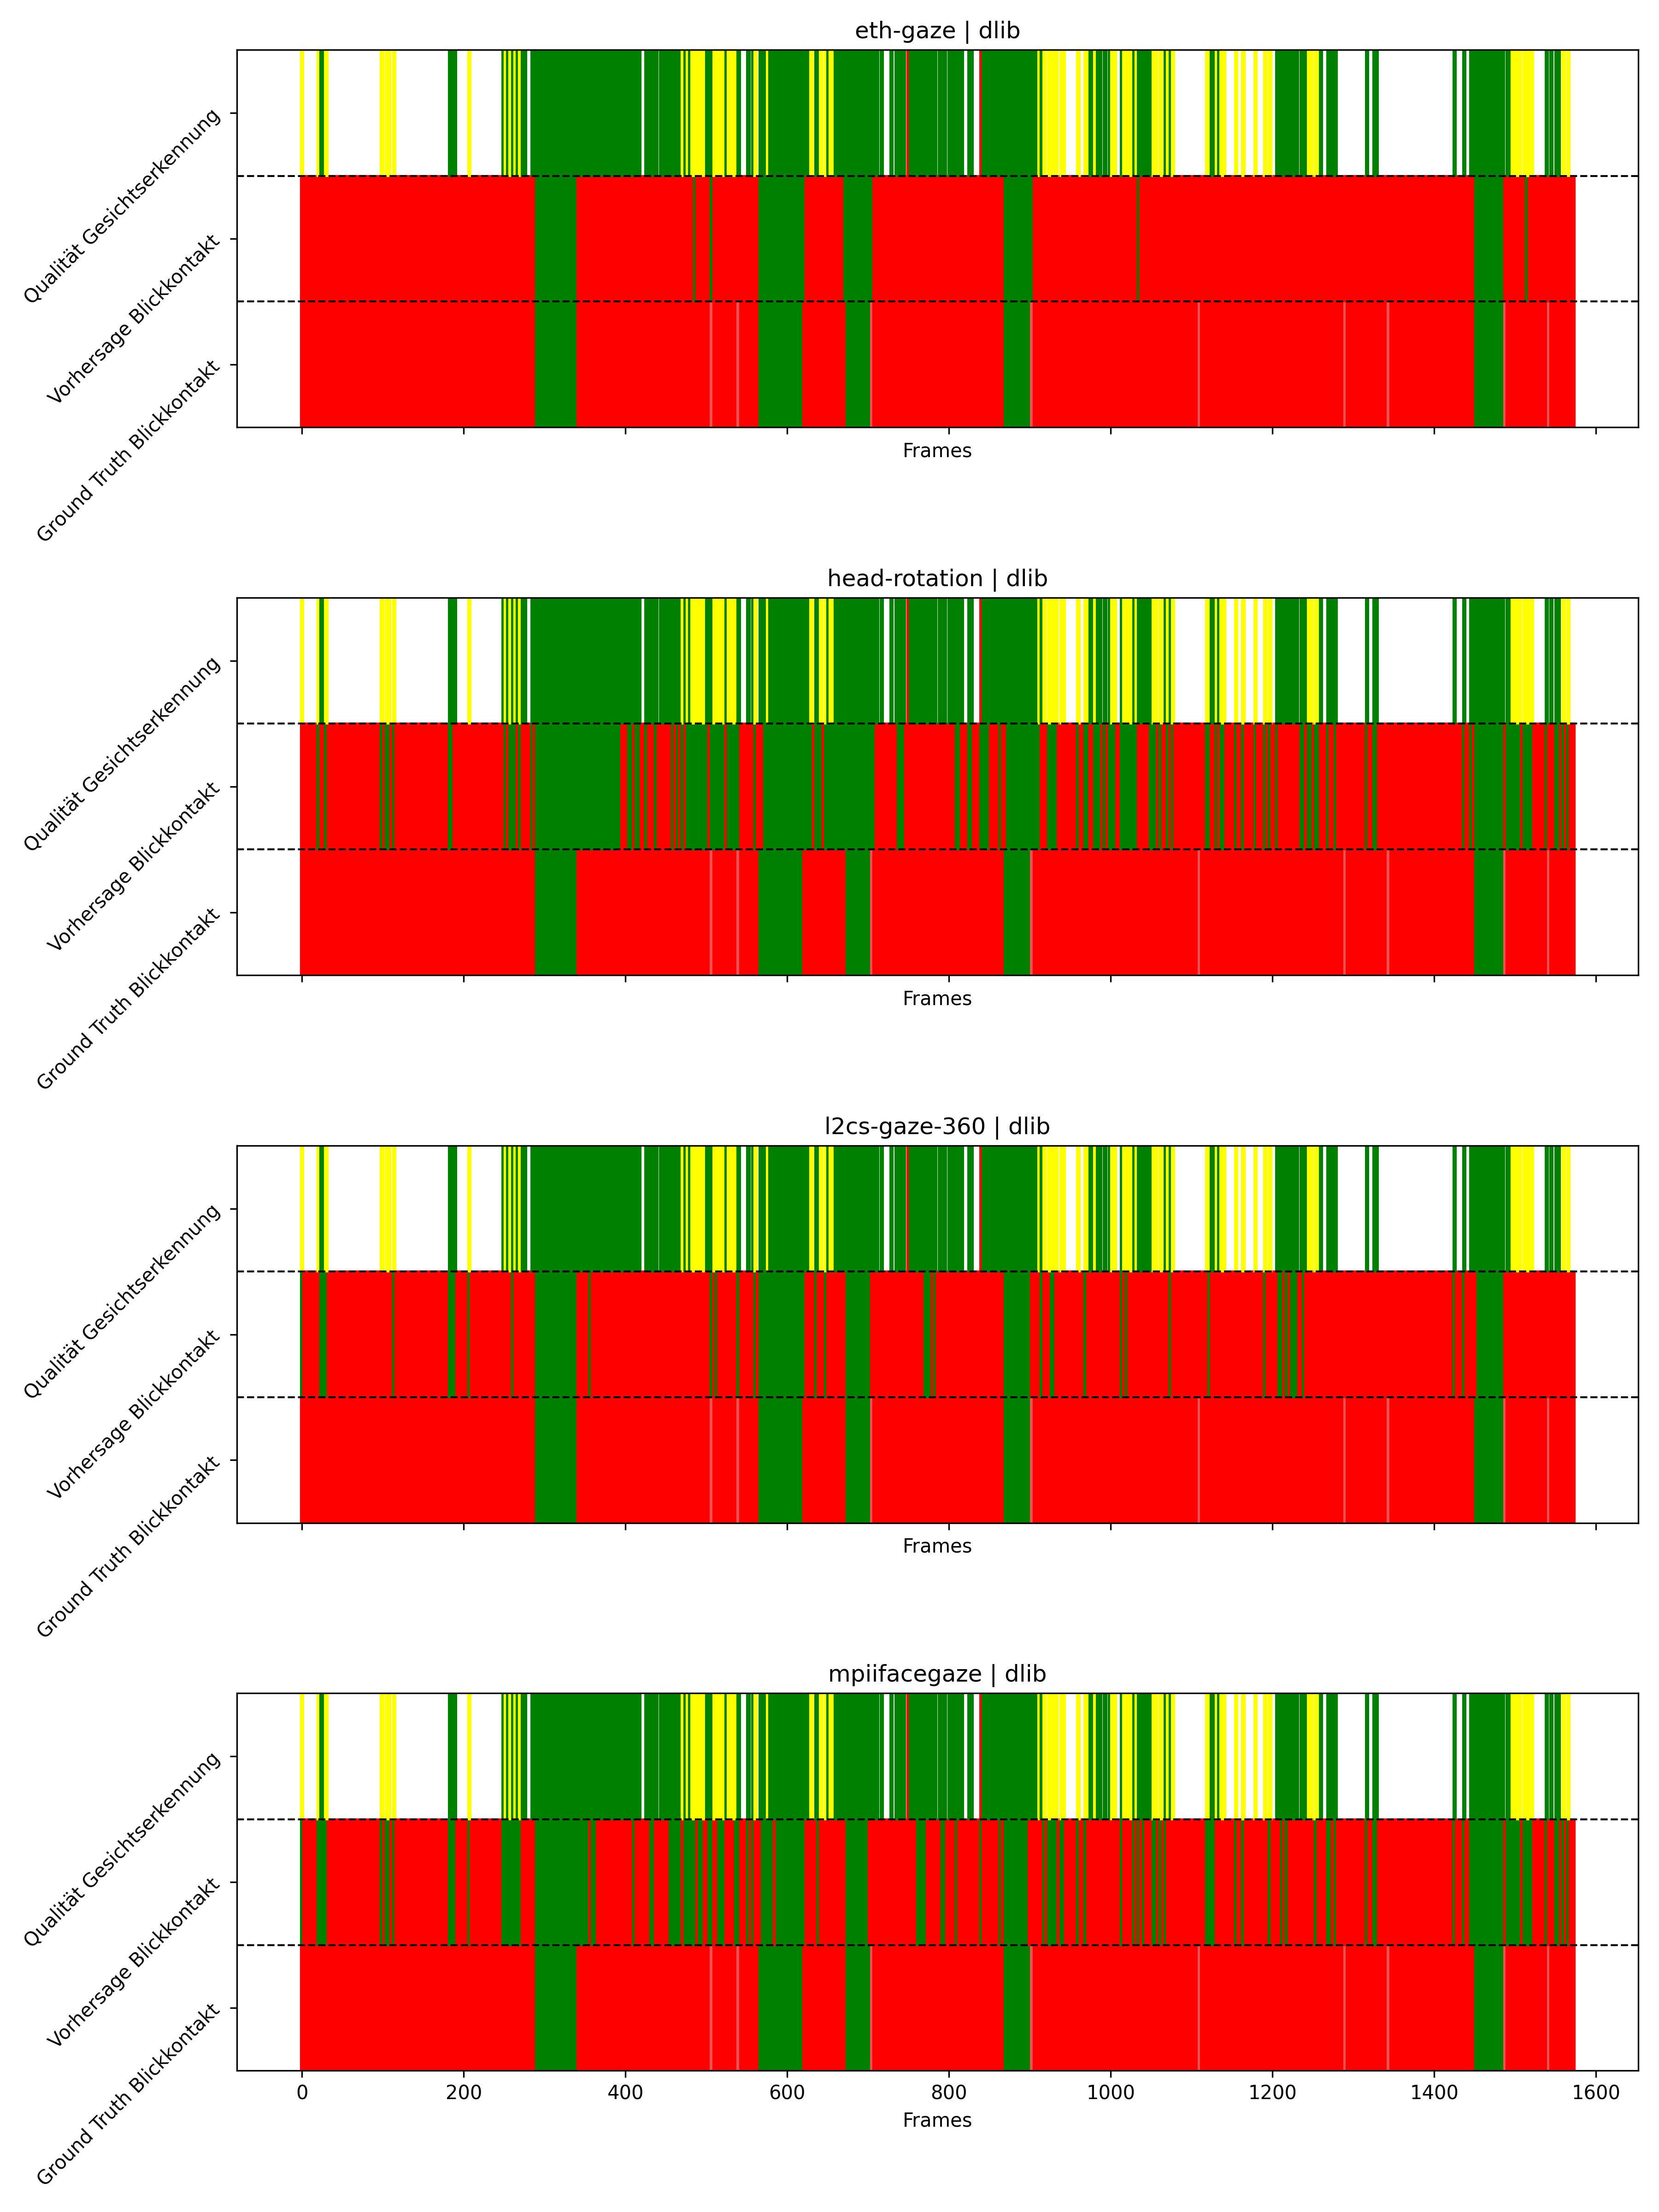 eth-gaze | dlib
Qualität Gesichtserkennung
Vorhersage Blickkontakt
Ground Truth Blickkontakt
Frames
head-rotation | dlib
Qualität Gesichtserkennung
Vorhersage Blickkontakt
Ground Truth Blickkontakt
Frames
l2cs-gaze-360 | dlib
Qualität Gesichtserkennung
Vorhersage Blickkontakt
Ground Truth Blickkontakt
Frames
mpiifacegaze | dlib
Qualität Gesichtserkennung
Vorhersage Blickkontakt
Ground Truth Blickkontakt
0 200 400 600 800 1000 1200 1400 1600
Frames